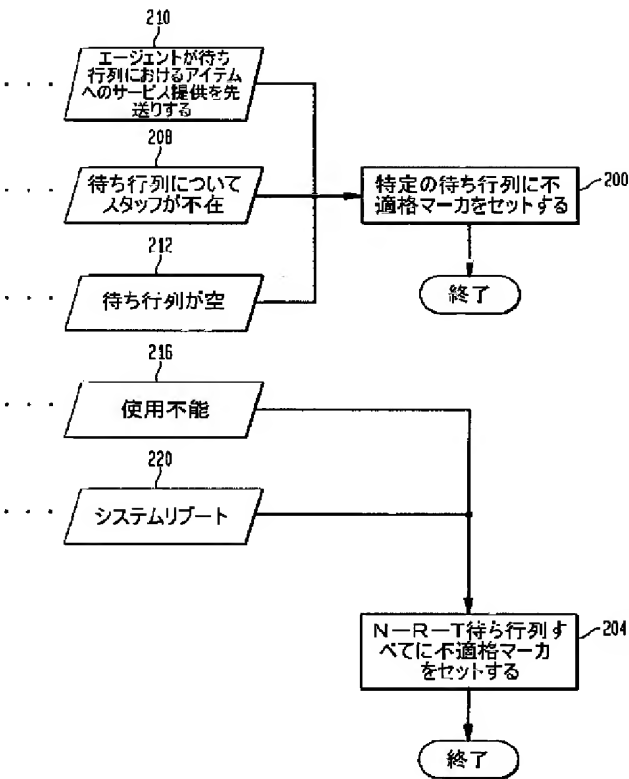 210
エージェントが待ち
行列におけるアイテム
へのサービス提供を先
送りする
208
待ち行列について
スタッフが不在
特定の待ち行列に不
適格マーカをセットする
200
212
待ち行列が空
終了
216
使用不能
220
システムリブート
N－R－T待ち行列す
べてに不適格マーカ
をセットする
204
終了